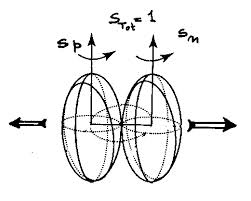 S_Tot = 1
S_p
S_n